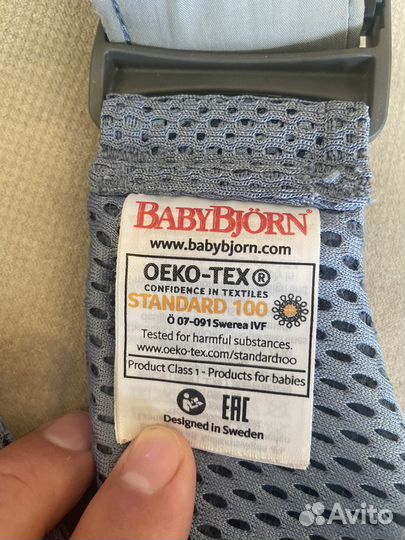 BABYBJÖRN®
www.babybjorn.com
OEKO-TEX®
CONFIDENCE IN TEXTILES
STANDARD 100
Ö 07-091 Swerea IVF
Tested for harmful substances.
www.oeko-tex.com/standard100
Product Class 1 - Products for babies
EAC
Designed in Sweden
Avito